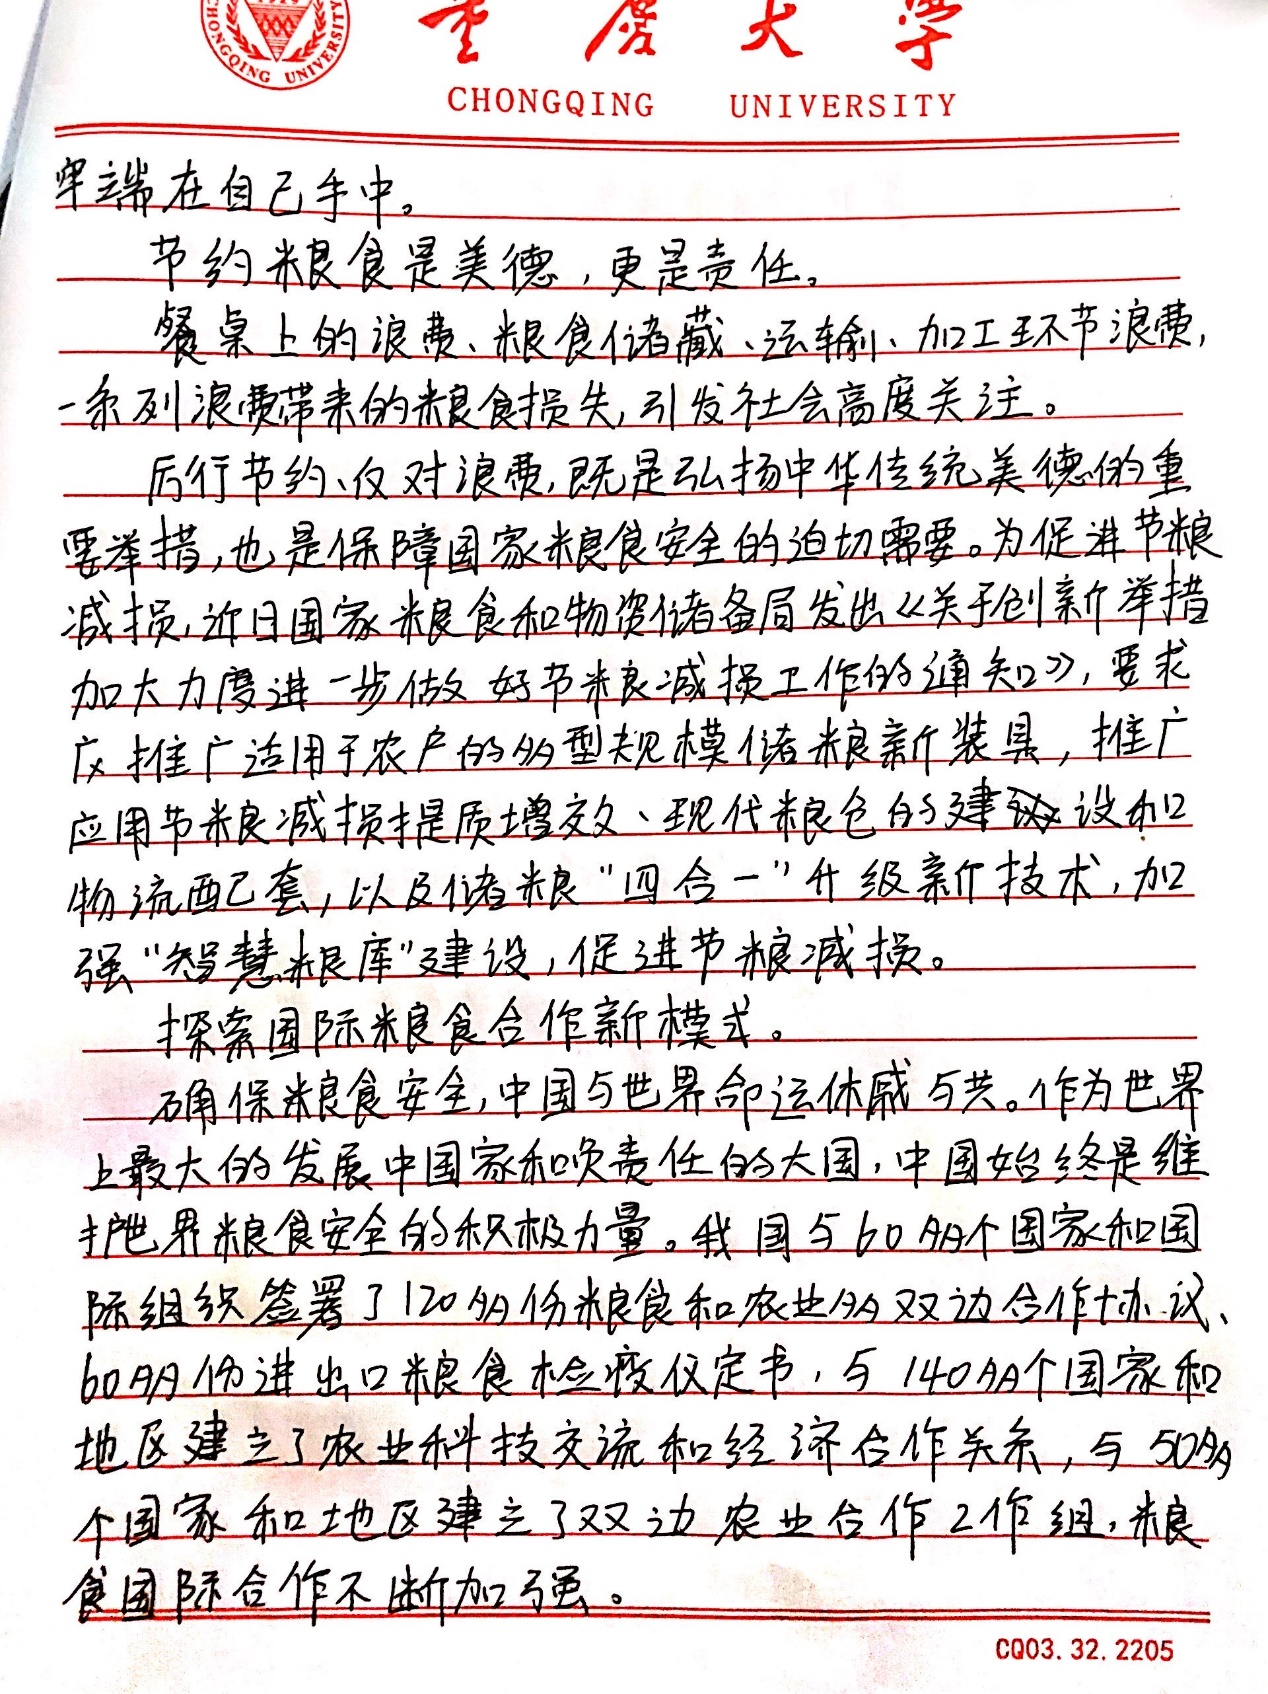 重庆大学
CHONGQING UNIVERSITY
CHONGQING UNIVERSITY
牢端在自己手中。
节约粮食是美德,更是责任。
餐桌上的浪费、粮食储藏、运输、加工环节浪费,
一系列浪费带来的粮食损失,引发社会高度关注。
厉行节约、反对浪费,既是弘扬中华传统美德的重
要举措,也是保障国家粮食安全的迫切需要。为促进节粮
减损,近日国家粮食和物资储备局发出《关于创新举措
加大力度进一步做好节粮减损工作的通知》,要求
应推广适用于农户的多型规模储粮新装具,推广
应用节粮减损提质增效、现代粮仓的建设和
物流配套,以及储粮“四合一”升级新技术,加
强“智慧粮库”建设,促进节粮减损。
探索国际粮食合作新模式。
确保粮食安全,中国与世界命运休戚与共。作为世界
上最大的发展中国家和负责任的大国,中国始终是维
护世界粮食安全的积极力量。我国与60多个国家和国
际组织签署了120多份粮食和农业多双边合作协议、
60多份进出口粮食检疫议定书,与140多个国家和
地区建立了农业科技交流和经济合作关系,与50多
个国家和地区建立了双边农业合作工作组,粮
食国际合作不断加强。
CQ03.32.2205